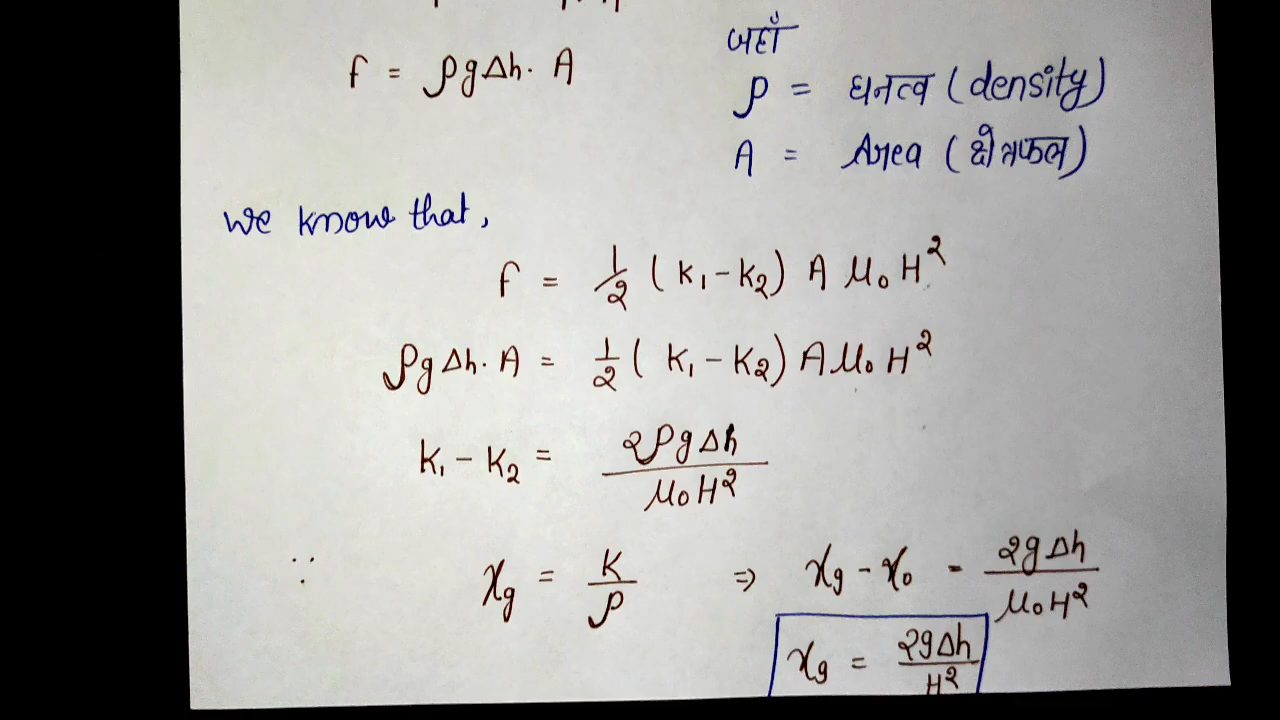 f = ρgΔh. A
जहाँ
ρ = घनत्व (density)
A = Area (क्षेत्रफल)
We know that,
f = 1/2 (K₁ - K₂) A μ₀ H²
ρgΔh. A = 1/2 (K₁ - K₂) A μ₀ H²
K₁ - K₂ = 2ρgΔh / μ₀H²
∵ χg = K/ρ ⇒ χg - χ₀ - 2gΔh / μ₀H²
χg = 2gΔh / H²